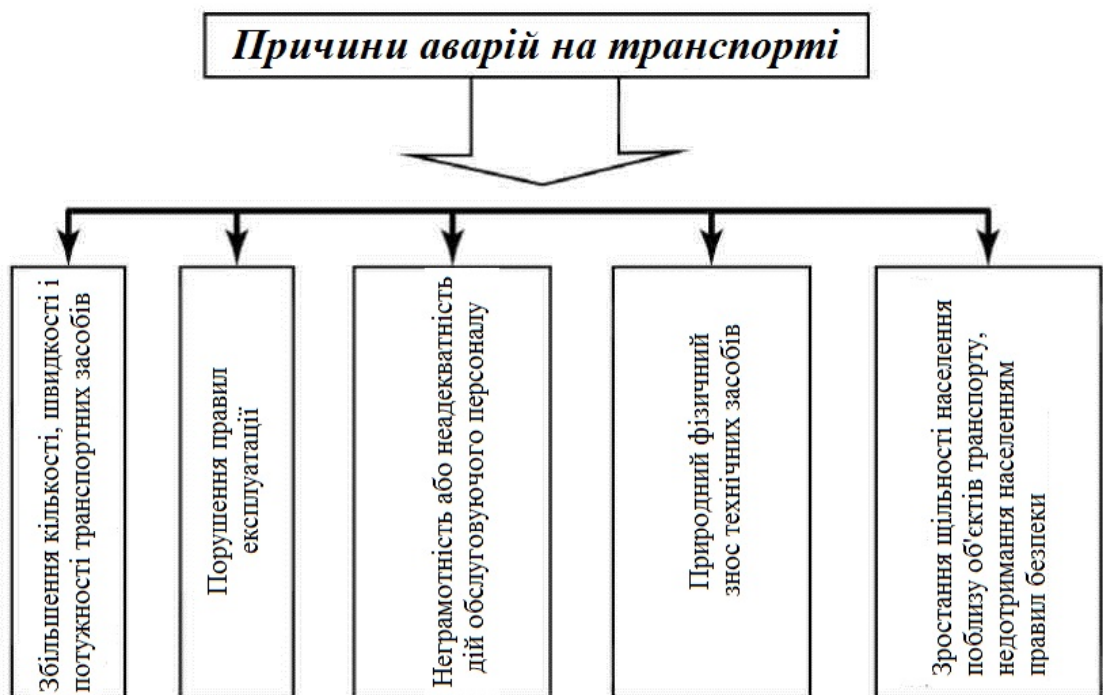 Причини аварій на транспорті
Збільшення кількості, швидкості і
потужності транспортних засобів
Порушення правил
експлуатації
Неграмотність або неадекватність
дій обслуговуючого персоналу
Природний фізичний
знос технічних засобів
Зростання щільності населення
поблизу об'єктів транспорту,
недотримання населенням
правил безпеки